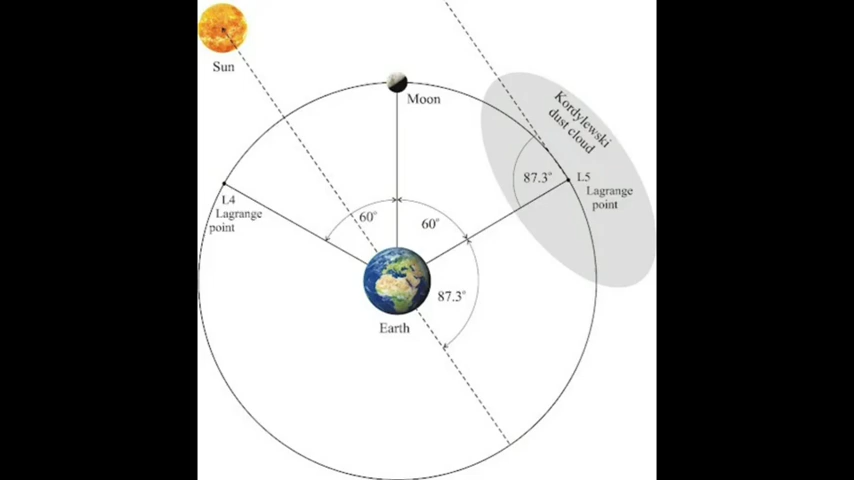 Sun
Moon
Kordylewski
dust cloud
87.3°
L5
Lagrange
point
L4
Lagrange
point
60°
60°
87.3°
Earth